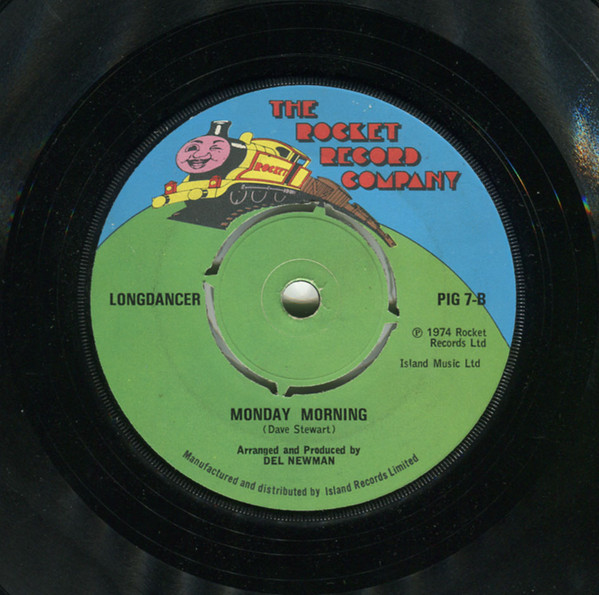 THE
ROCKET
RECORD
COMPANY
ROCKET
LONGDANCER
PIG 7-B
℗ 1974 Rocket
Records Ltd
Island Music Ltd
MONDAY MORNING
(Dave Stewart)
Arranged and Produced by
DEL NEWMAN
Manufactured and distributed by Island Records Limited